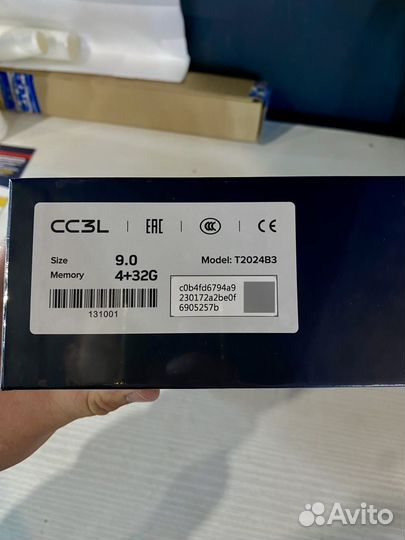 CC3L | EAC | CCC | CE
Size 9.0 Model: T2024B3
Memory 4+32G
c0b4fd6794a9
230172a2be0f
6905257b
131001
Avito